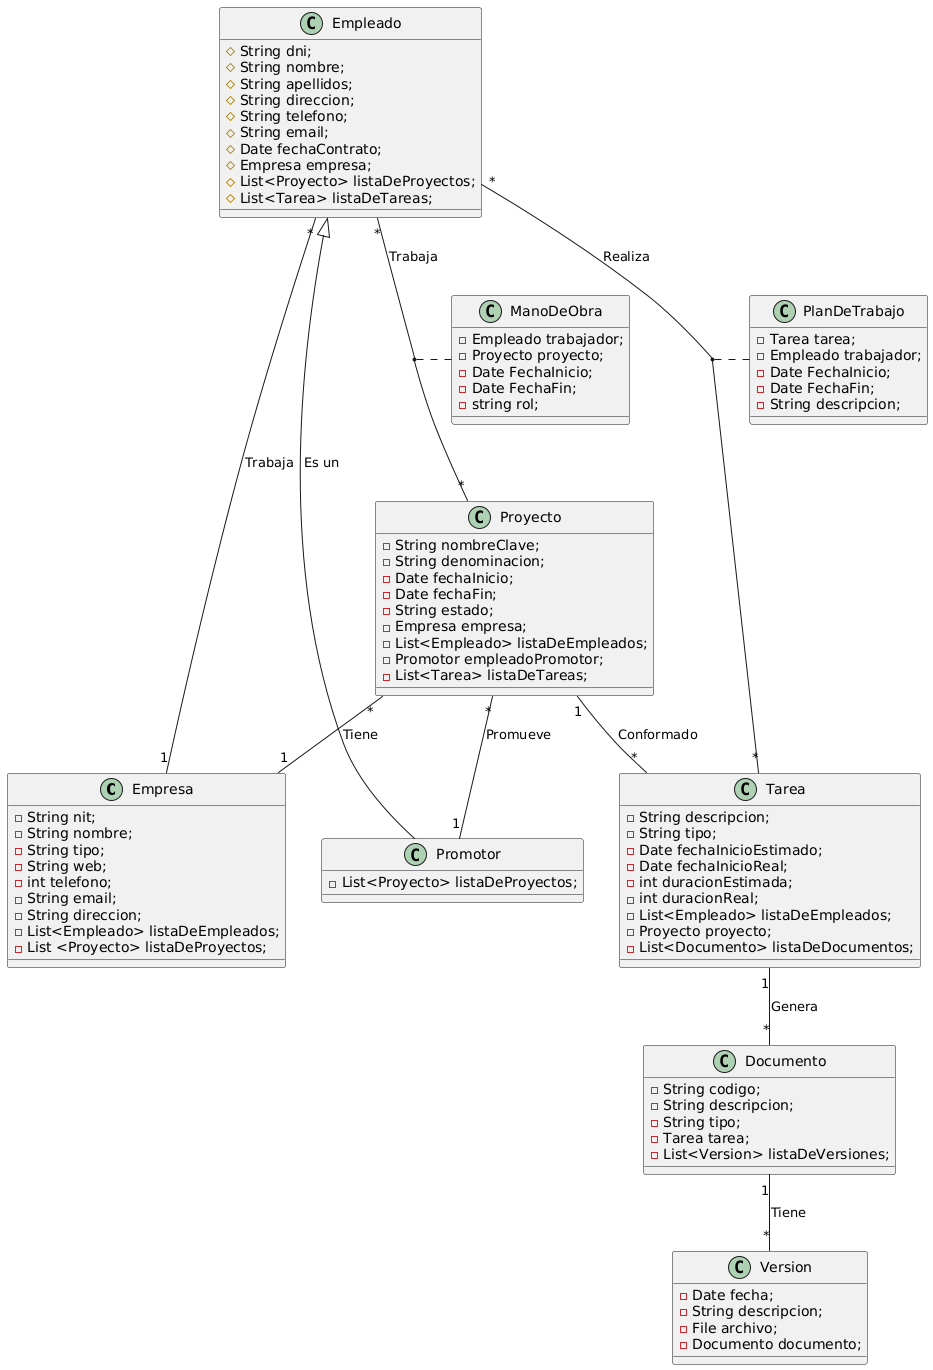 C Empleado
String dni;
String nombre;
String apellidos;
String direccion;
String telefono;
String email;
Date fechaContrato;
Empresa empresa;
List<Proyecto> listaDeProyectos;
List<Tarea> listaDeTareas;
*
*
*
Trabaja
Realiza
C ManoDeObra
Empleado trabajador;
Proyecto proyecto;
Date FechaInicio;
Date FechaFin;
string rol;
C PlanDeTrabajo
Tarea tarea;
Empleado trabajador;
Date FechaInicio;
Date FechaFin;
String descripcion;
Trabaja
Es un
*
C Proyecto
String nombreClave;
String denominacion;
Date fechaInicio;
Date fechaFin;
String estado;
Empresa empresa;
List<Empleado> listaDeEmpleados;
Promotor empleadoPromotor;
List<Tarea> listaDeTareas;
*
*
1
Tiene
Promueve
Conformado
1
1
*
*
1
C Empresa
String nit;
String nombre;
String tipo;
String web;
int telefono;
String email;
String direccion;
List<Empleado> listaDeEmpleados;
List <Proyecto> listaDeProyectos;
C Promotor
List<Proyecto> listaDeProyectos;
C Tarea
String descripcion;
String tipo;
Date fechaInicioEstimado;
Date fechaInicioReal;
int duracionEstimada;
int duracionReal;
List<Empleado> listaDeEmpleados;
Proyecto proyecto;
List<Documento> listaDeDocumentos;
1
Genera
*
C Documento
String codigo;
String descripcion;
String tipo;
Tarea tarea;
List<Version> listaDeVersiones;
1
Tiene
*
C Version
Date fecha;
String descripcion;
File archivo;
Documento documento;